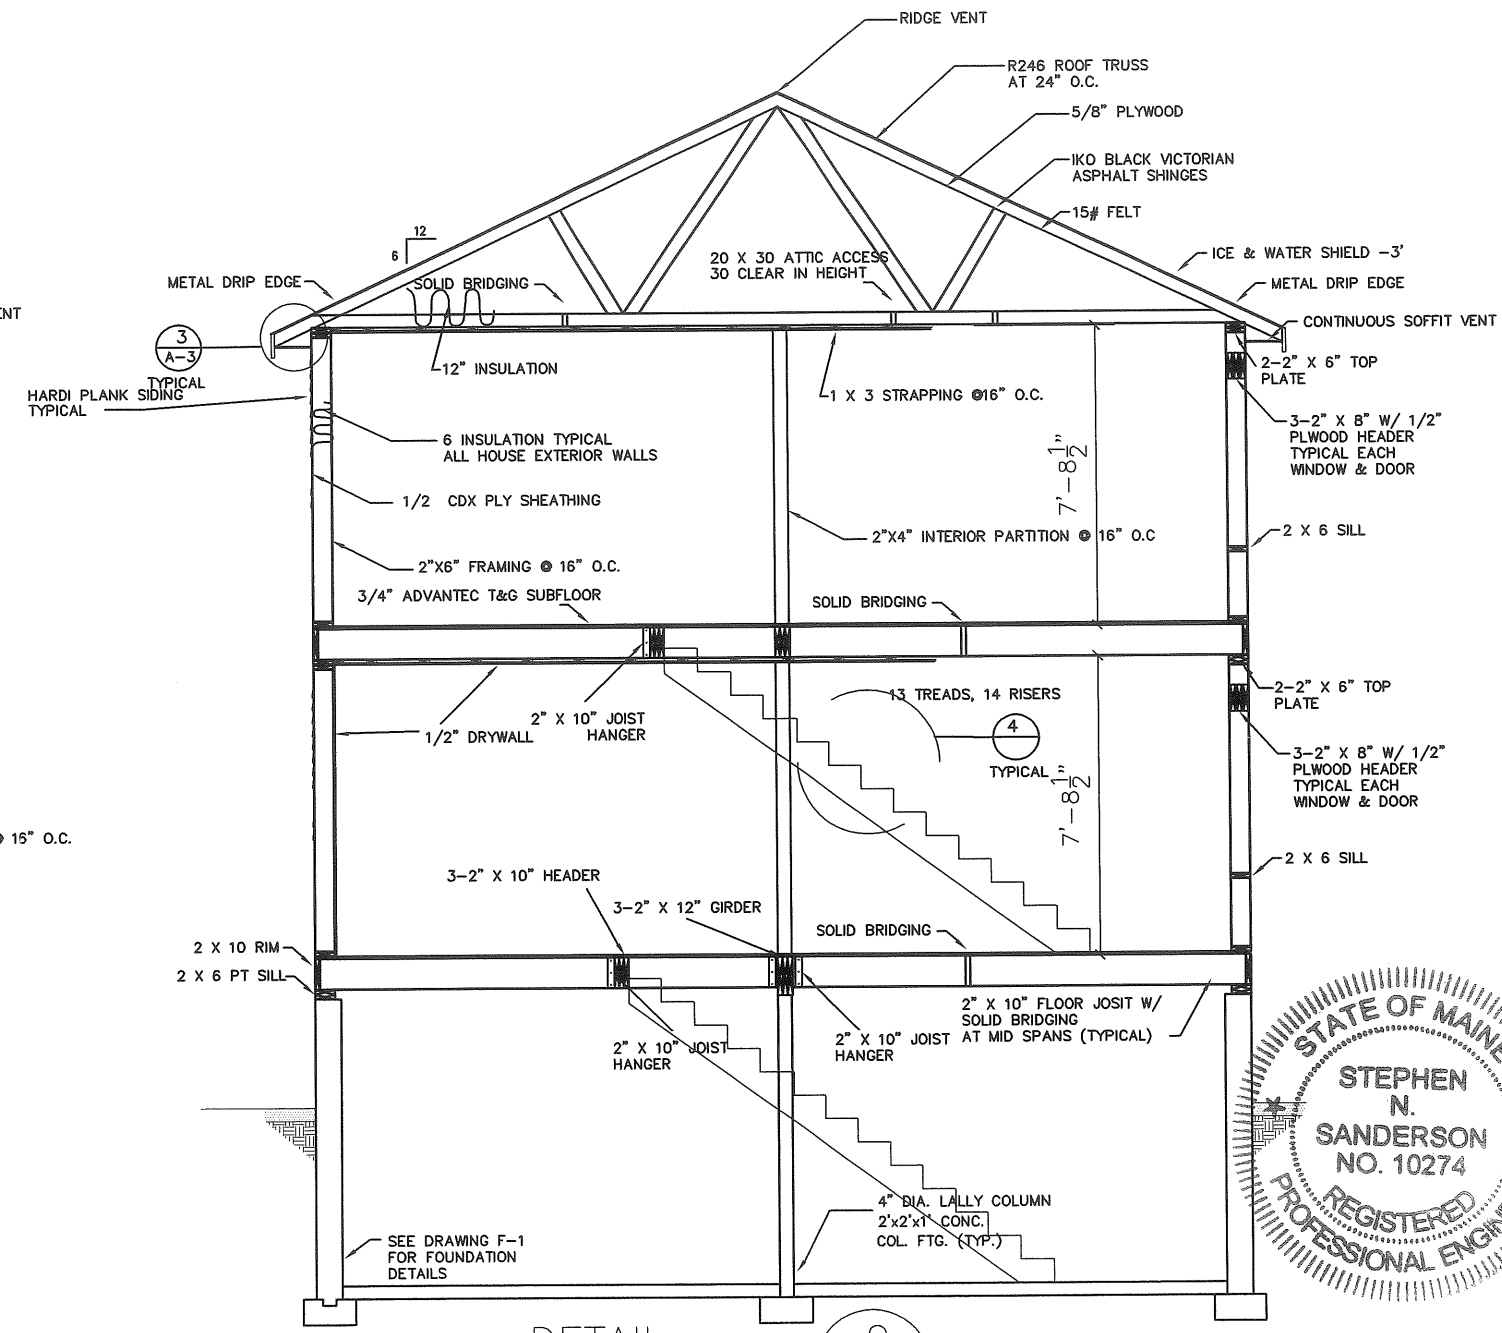 RIDGE VENT
R246 ROOF TRUSS
AT 24" O.C.
5/8" PLYWOOD
IKO BLACK VICTORIAN
ASPHALT SHINGES
15# FELT
12
6
20 X 30 ATTIC ACCESS
30 CLEAR IN HEIGHT
ICE & WATER SHIELD -3'
METAL DRIP EDGE
SOLID BRIDGING
METAL DRIP EDGE
ENT
CONTINUOUS SOFFIT VENT
3
A-3
TYPICAL
HARDI PLANK SIDING
TYPICAL
12" INSULATION
1 X 3 STRAPPING @16" O.C.
2-2" X 6" TOP
PLATE
3-2" X 8" W/ 1/2"
PLWOOD HEADER
TYPICAL EACH
WINDOW & DOOR
6 INSULATION TYPICAL
ALL HOUSE EXTERIOR WALLS
7'-8 1/2"
1/2 CDX PLY SHEATHING
2"X4" INTERIOR PARTITION @ 16" O.C
2 X 6 SILL
2"X6" FRAMING @ 16" O.C.
3/4" ADVANTEC T&G SUBFLOOR
SOLID BRIDGING
13 TREADS, 14 RISERS
2-2" X 6" TOP
PLATE
2" X 10" JOIST
HANGER
1/2" DRYWALL
4
TYPICAL
3-2" X 8" W/ 1/2"
PLWOOD HEADER
TYPICAL EACH
WINDOW & DOOR
7'-8 1/2"
@ 16" O.C.
2 X 6 SILL
3-2" X 10" HEADER
3-2" X 12" GIRDER
SOLID BRIDGING
2 X 10 RIM
2 X 6 PT SILL
2" X 10" FLOOR JOSIT W/
SOLID BRIDGING
AT MID SPANS (TYPICAL)
2" X 10" JOIST
HANGER
2" X 10" JOIST
HANGER
STATE OF MAINE
STEPHEN
N.
SANDERSON
NO. 10274
REGISTERED
PROFESSIONAL ENGINE
4" DIA. LALLY COLUMN
2'x2'x1' CONC.
COL. FTG. (TYP.)
SEE DRAWING F-1
FOR FOUNDATION
DETAILS
DETAIL